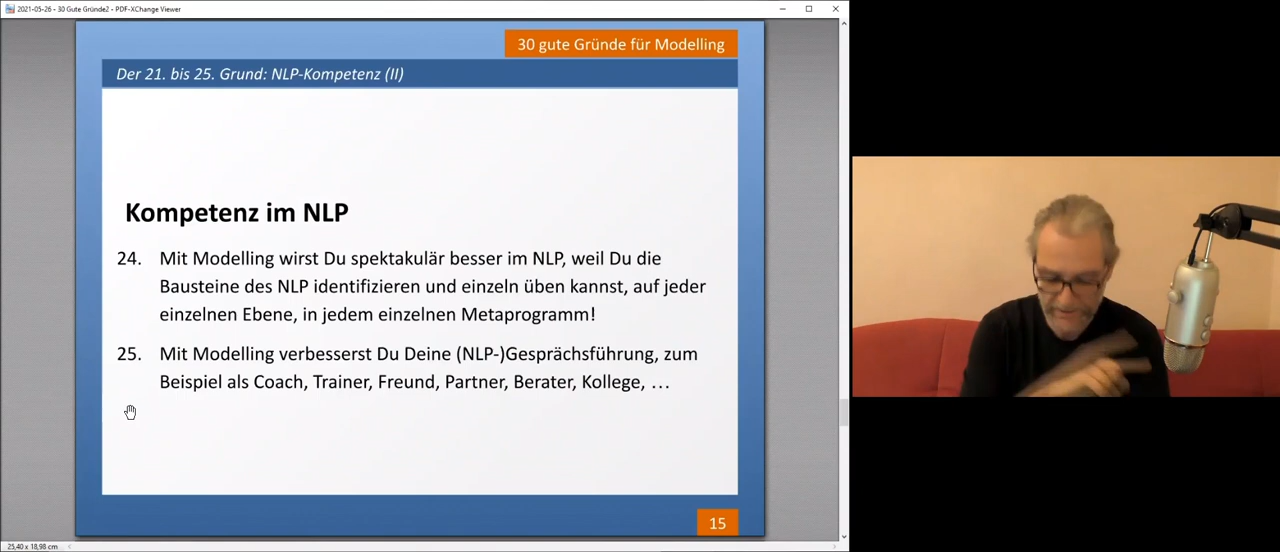 2021-05-26 - 30 Gute Gründe2 - PDF-XChange Viewer
30 gute Gründe für Modelling
Der 21. bis 25. Grund: NLP-Kompetenz (II)
Kompetenz im NLP
24. Mit Modelling wirst Du spektakulär besser im NLP, weil Du die
Bausteine des NLP identifizieren und einzeln üben kannst, auf jeder
einzelnen Ebene, in jedem einzelnen Metaprogramm!
25. Mit Modelling verbesserst Du Deine (NLP-)Gesprächsführung, zum
Beispiel als Coach, Trainer, Freund, Partner, Berater, Kollege, …
15
25,40 x 18,98 cm